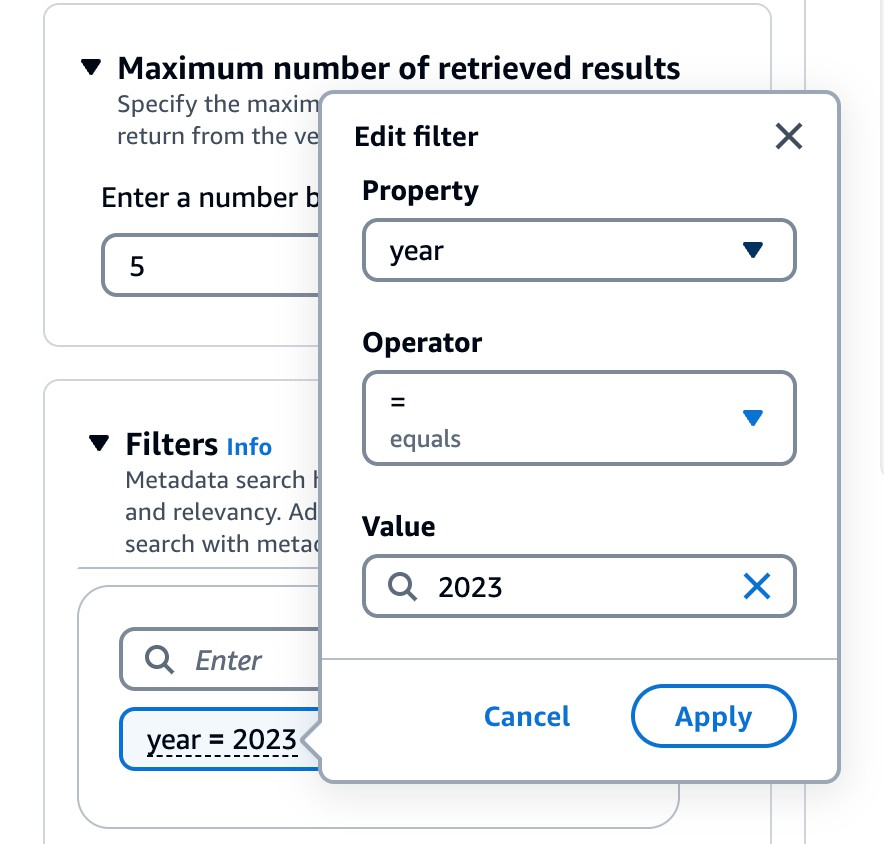 Maximum number of retrieved results
Specify the maxim
return from the ve
Enter a number b
5
Filters Info
Metadata search h
and relevancy. Ad
search with metad
Enter
year = 2023
Edit filter
Property
year
Operator
=
equals
Value
2023
Cancel
Apply